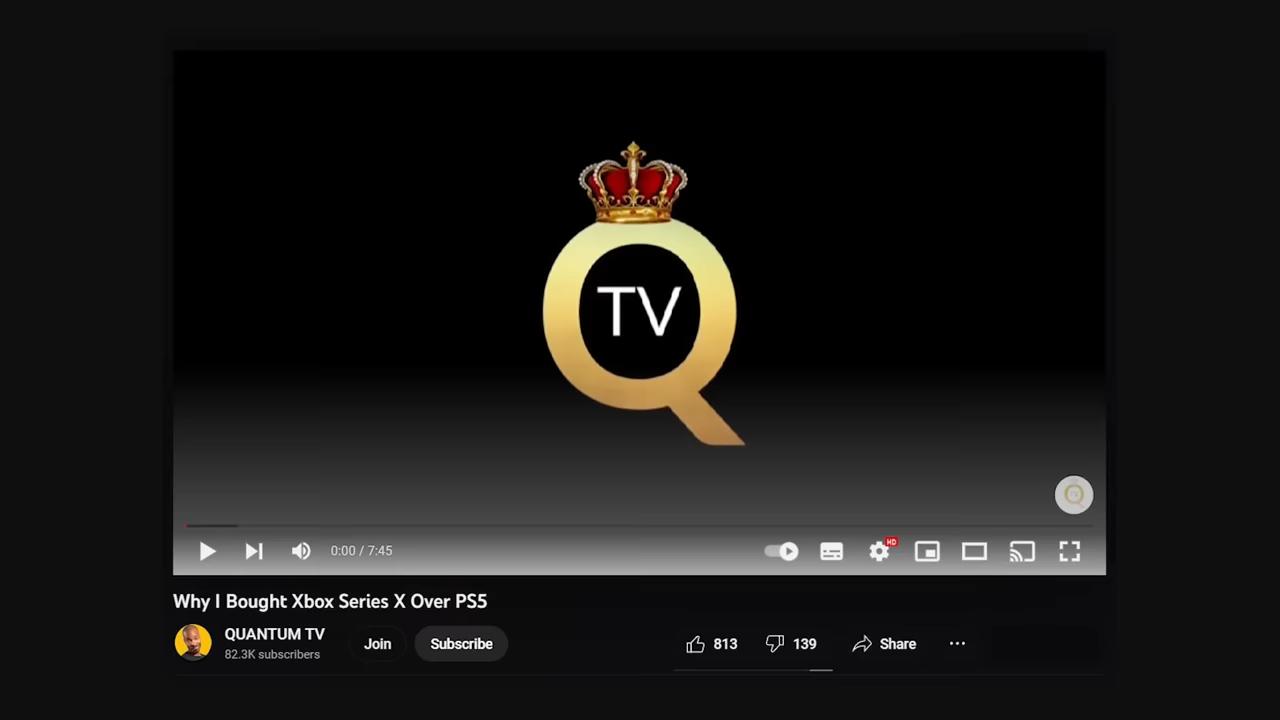 Q
TV
0:00 / 7:45
HD
Why I Bought Xbox Series X Over PS5
QUANTUM TV
82.3K subscribers
Join
Subscribe
813
139
Share